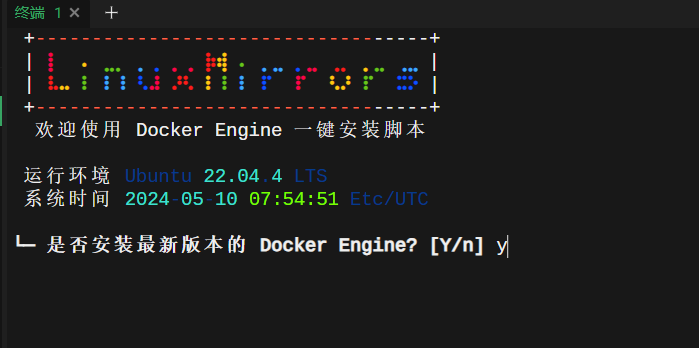 终端 1 × +
+-----------------------------------+
| LinuxMirrors |
+-----------------------------------+
欢迎使用 Docker Engine 一键安装脚本
运行环境 Ubuntu 22.04.4 LTS
系统时间 2024-05-10 07:54:51 Etc/UTC
└─ 是否安装最新版本的 Docker Engine? [Y/n] y